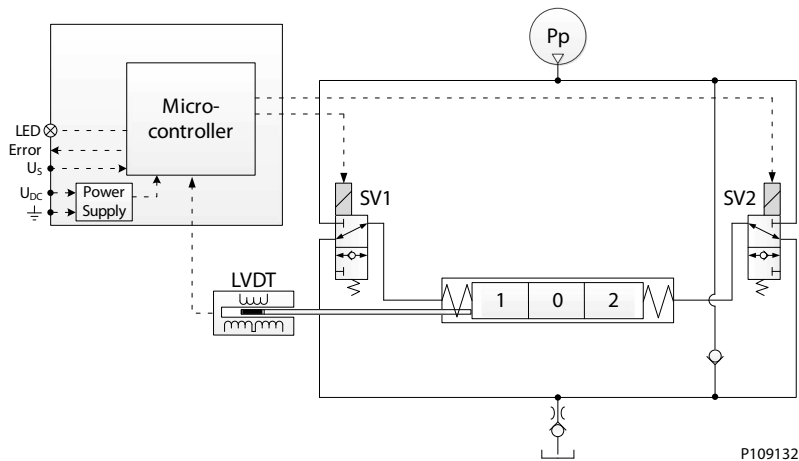 Pp
Micro-
controller
LED
Error
US
UDC
Power
Supply
SV1
SV2
LVDT
1 0 2
P109132